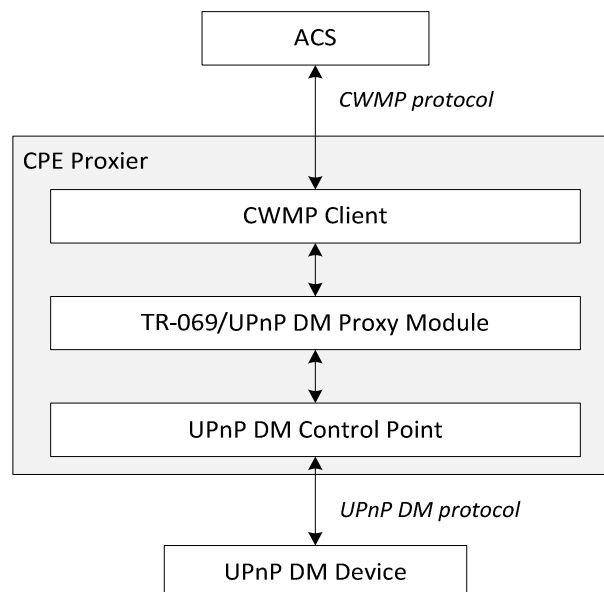 ACS
CWMP protocol
CPE Proxier
CWMP Client
TR-069/UPnP DM Proxy Module
UPnP DM Control Point
UPnP DM protocol
UPnP DM Device